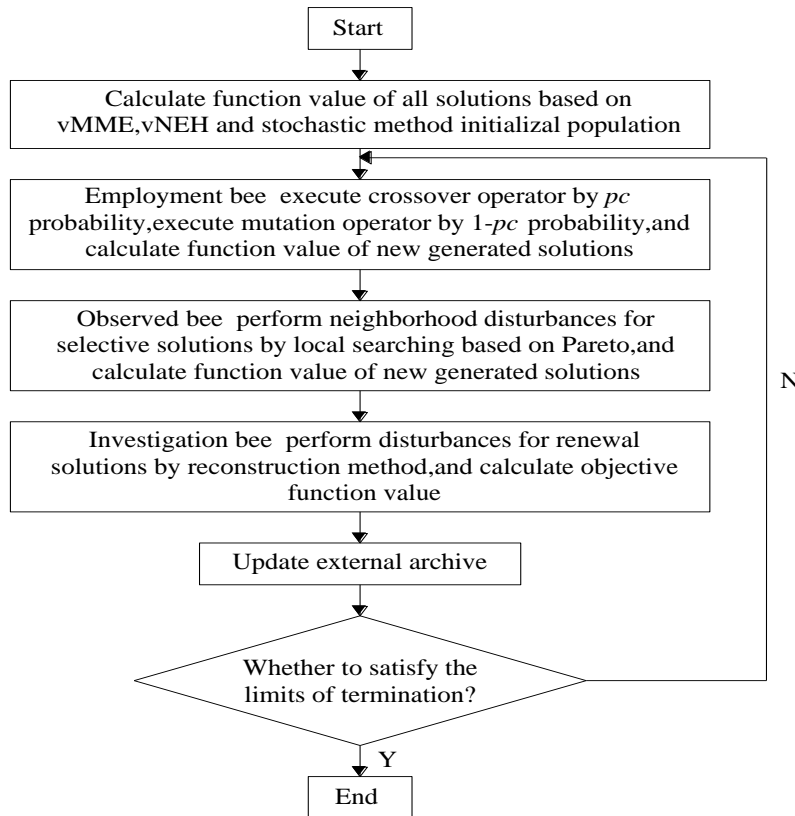 Start
Calculate function value of all solutions based on
vMME,vNEH and stochastic method initializal population
Employment bee execute crossover operator by pc
probability,execute mutation operator by 1-pc probability,and
calculate function value of new generated solutions
Observed bee perform neighborhood disturbances for
selective solutions by local searching based on Pareto,and
calculate function value of new generated solutions
N
Investigation bee perform disturbances for renewal
solutions by reconstruction method,and calculate objective
function value
Update external archive
Whether to satisfy the
limits of termination?
Y
End